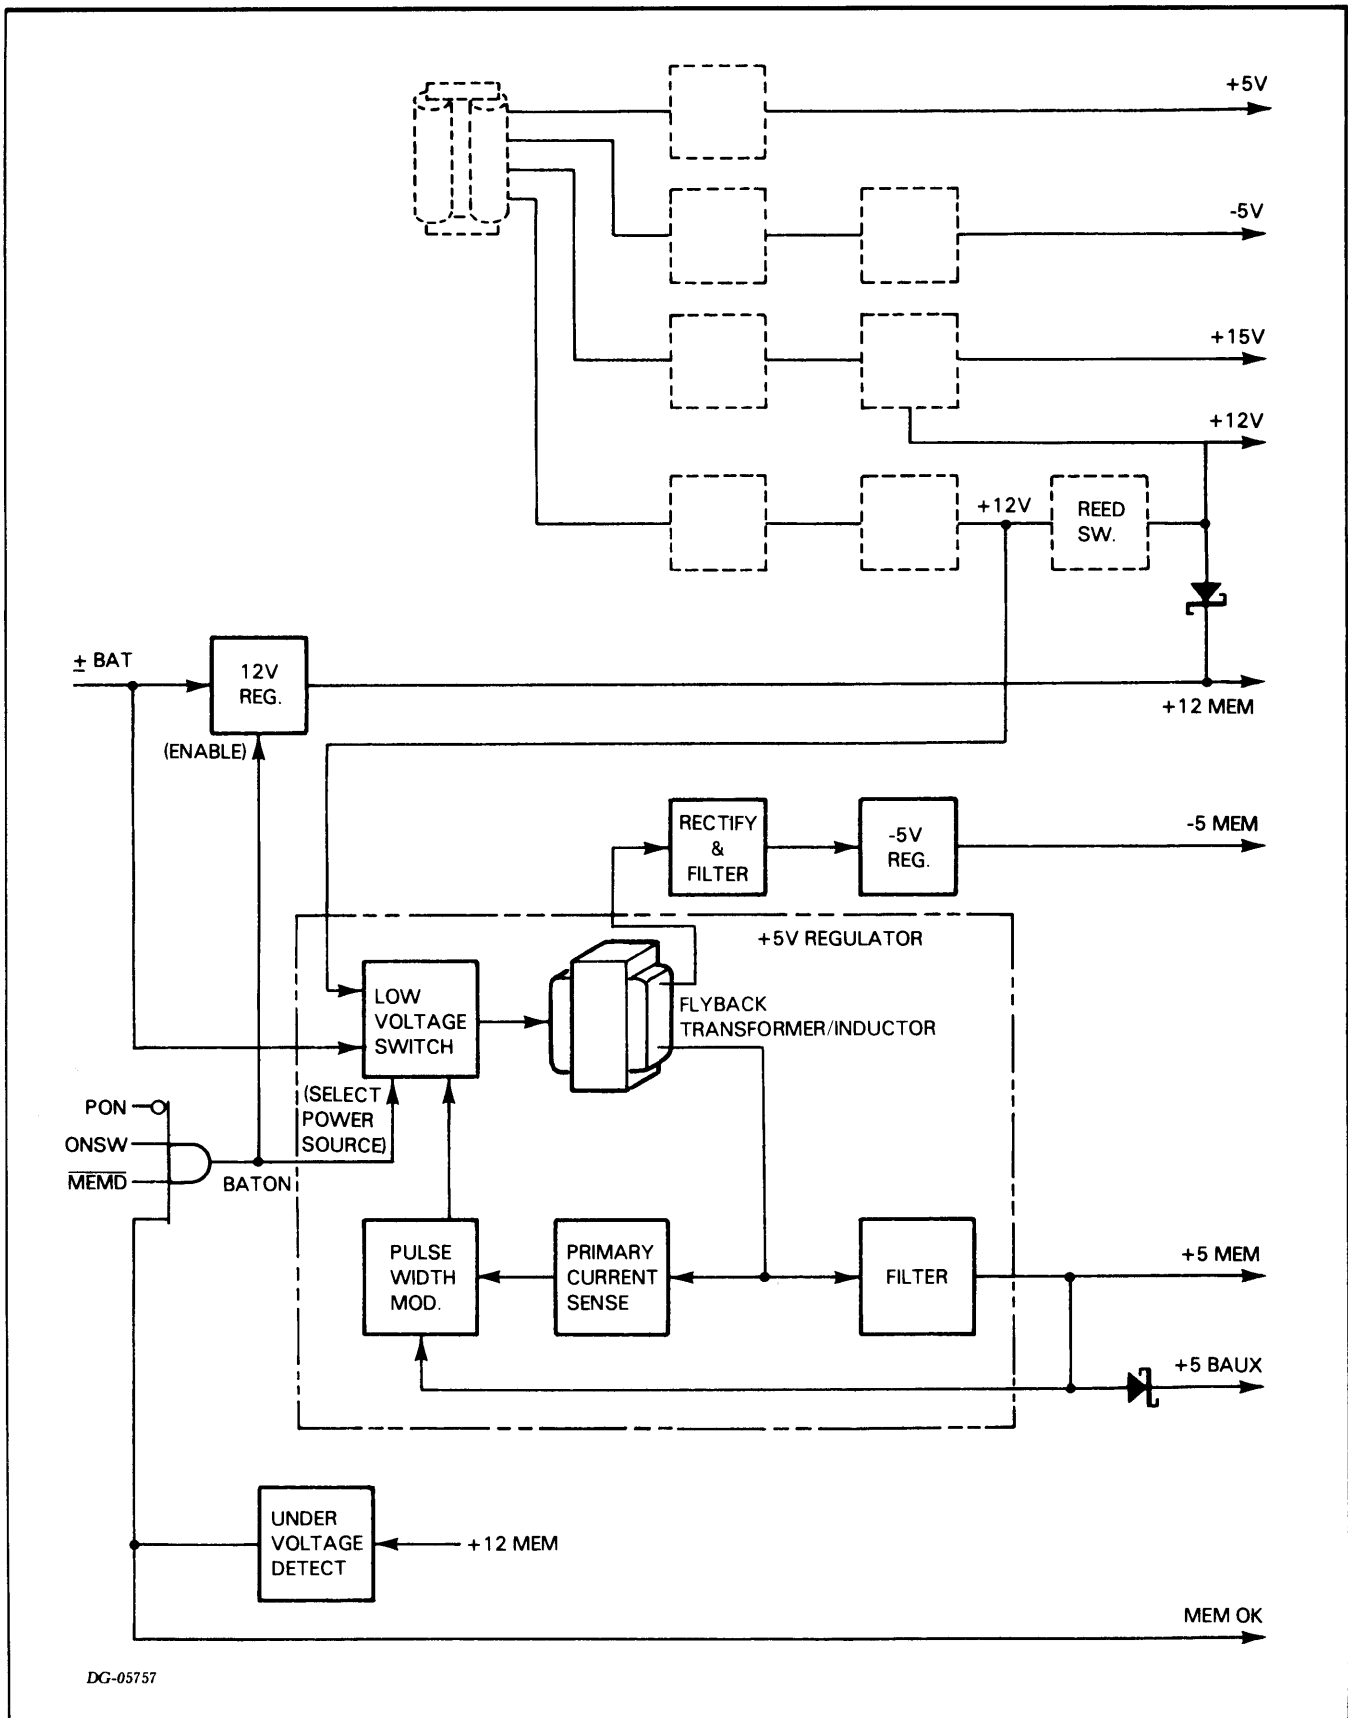 +5V
-5V
+15V
+12V
+12V
REED
SW.
± BAT
12V
REG.
+12 MEM
(ENABLE)
RECTIFY
&
FILTER
-5V
REG.
-5 MEM
+5V REGULATOR
LOW
VOLTAGE
SWITCH
FLYBACK
TRANSFORMER/INDUCTOR
(SELECT
POWER
SOURCE)
PON
ONSW
MEMD
BATON
PULSE
WIDTH
MOD.
PRIMARY
CURRENT
SENSE
FILTER
+5 MEM
+5 BAUX
UNDER
VOLTAGE
DETECT
+12 MEM
MEM OK
DG-05757